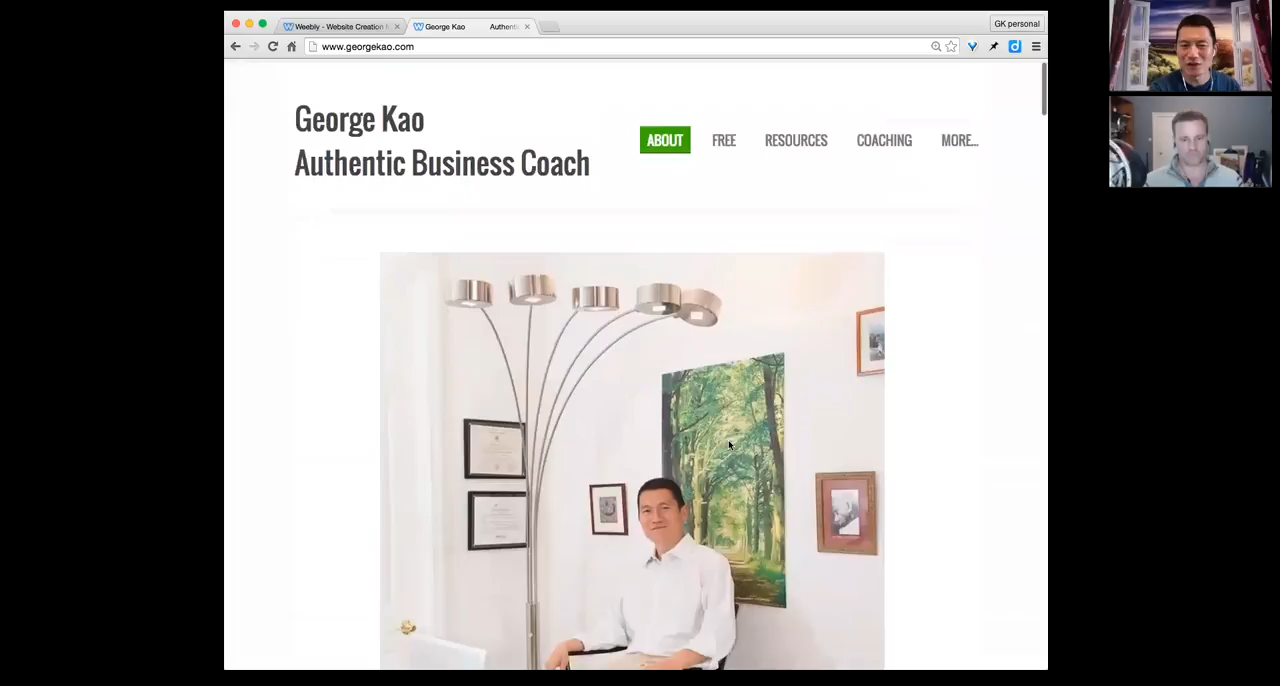 Weebly - Website Creation
George Kao
Authentic
GK personal
www.georgekao.com
George Kao
Authentic Business Coach
ABOUT
FREE
RESOURCES
COACHING
MORE...